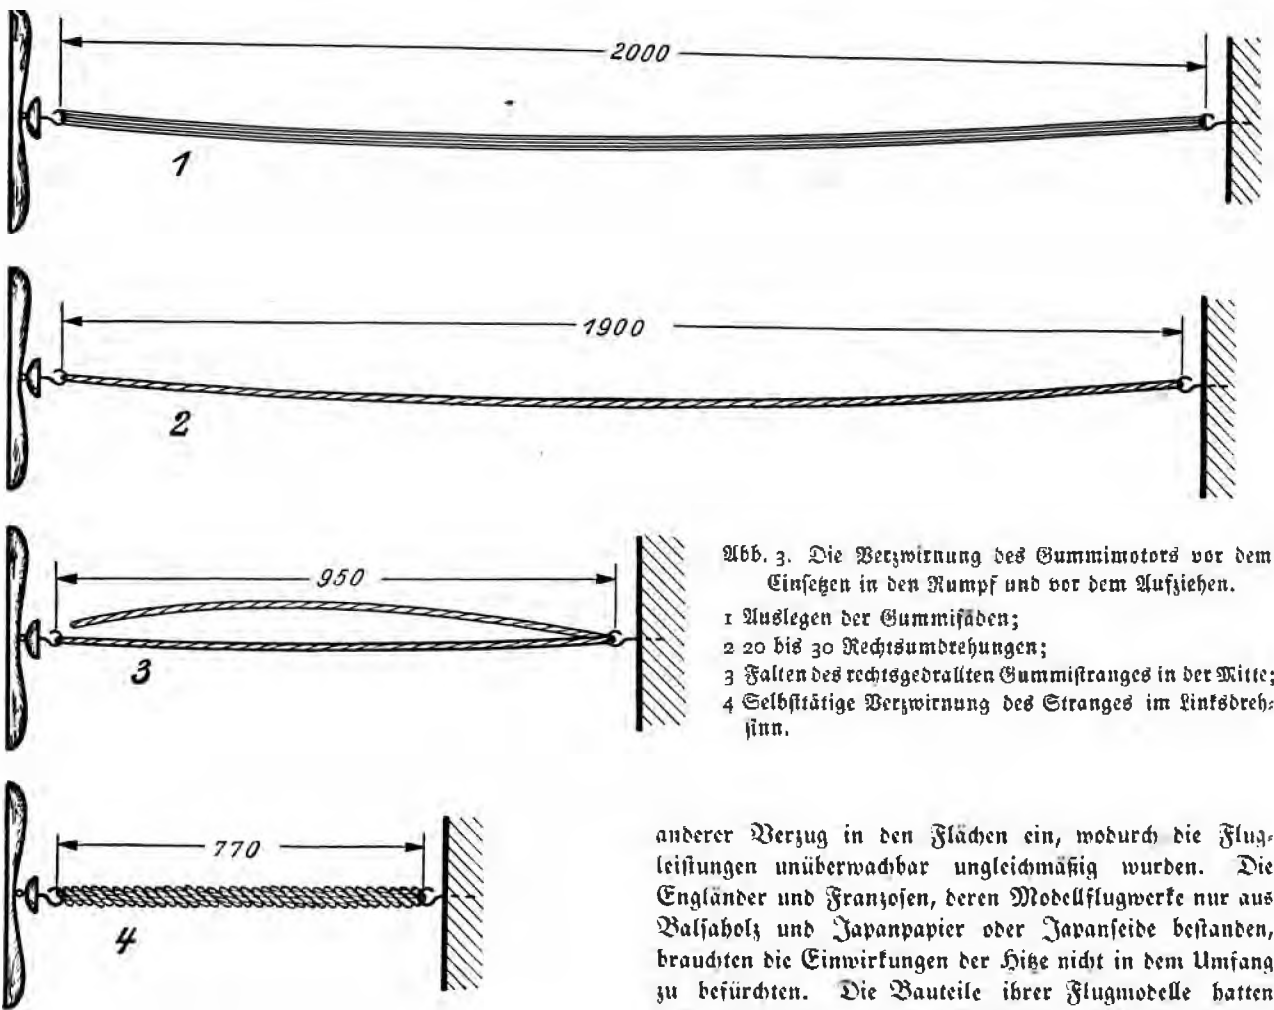 2000
1
1900
2
950
3
Abb. 3. Die Verzwirnung des Gummimotors vor dem
Einsetzen in den Rumpf und vor dem Aufziehen.
1 Auslegen der Gummifäden;
2 20 bis 30 Rechtsumdrehungen;
3 Falten des rechtsgedrallten Gummistranges in der Mitte;
4 Selbsttätige Verzwirnung des Stranges im Linksdreh-
sinn.
770
4
anderer Verzug in den Flächen ein, wodurch die Flug-
leistungen unüberwachbar ungleichmäßig wurden. Die
Engländer und Franzosen, deren Modellflugwerke nur aus
Balsaholz und Japanpapier oder Japanseide bestanden,
brauchten die Einwirkungen der Hitze nicht in dem Umfang
zu befürchten. Die Bauteile ihrer Flugmodelle hatten